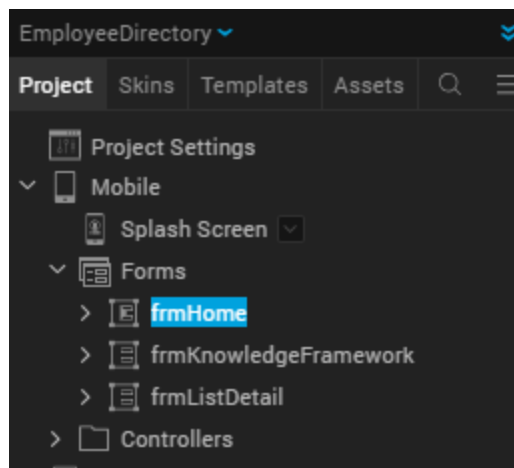 EmployeeDirectory
Project Skins Templates Assets
Project Settings
Mobile
Splash Screen
Forms
frmHome
frmKnowledgeFramework
frmListDetail
Controllers